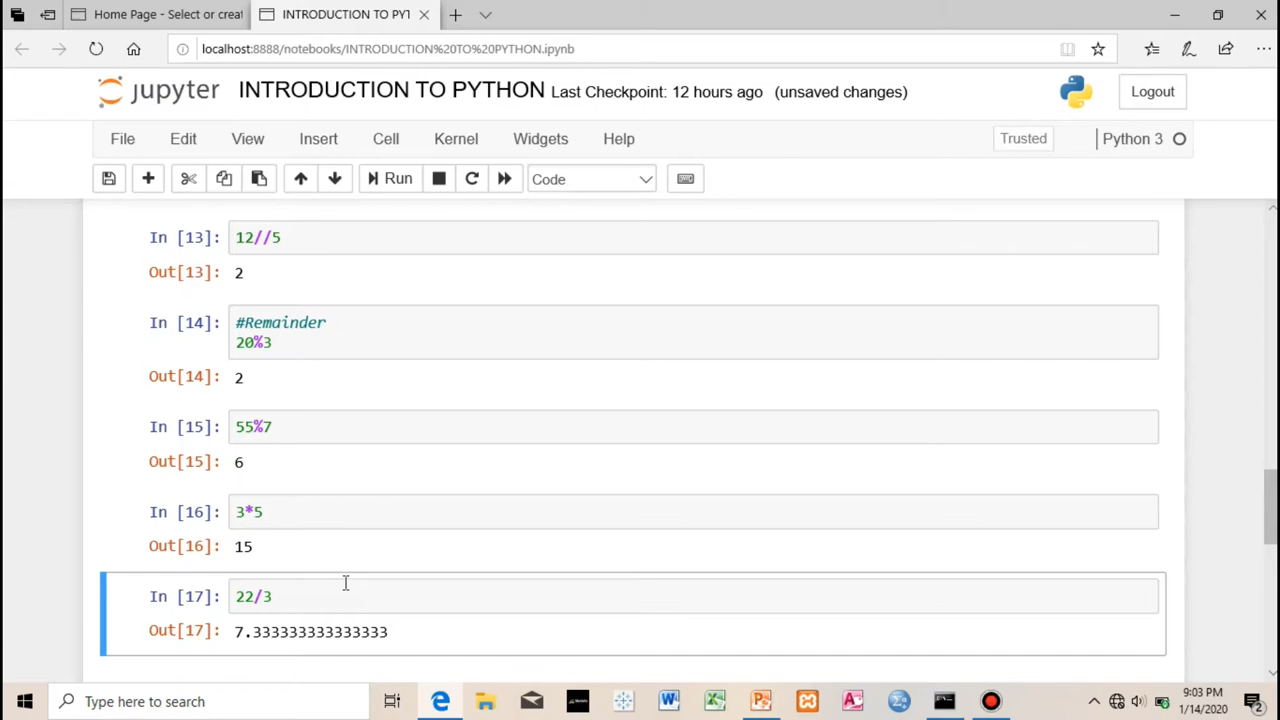 Home Page - Select or creat
INTRODUCTION TO PYT
localhost:8888/notebooks/INTRODUCTION%20TO%20PYTHON.ipynb
jupyter INTRODUCTION TO PYTHON Last Checkpoint: 12 hours ago (unsaved changes)
Logout
File Edit View Insert Cell Kernel Widgets Help
Trusted
Python 3
Run
Code
In [13]: 12//5
Out[13]: 2
In [14]: #Remainder
20%3
Out[14]: 2
In [15]: 55%7
Out[15]: 6
In [16]: 3*5
Out[16]: 15
In [17]: 22/3
Out[17]: 7.333333333333333
Type here to search
9:03 PM
1/14/2020
2